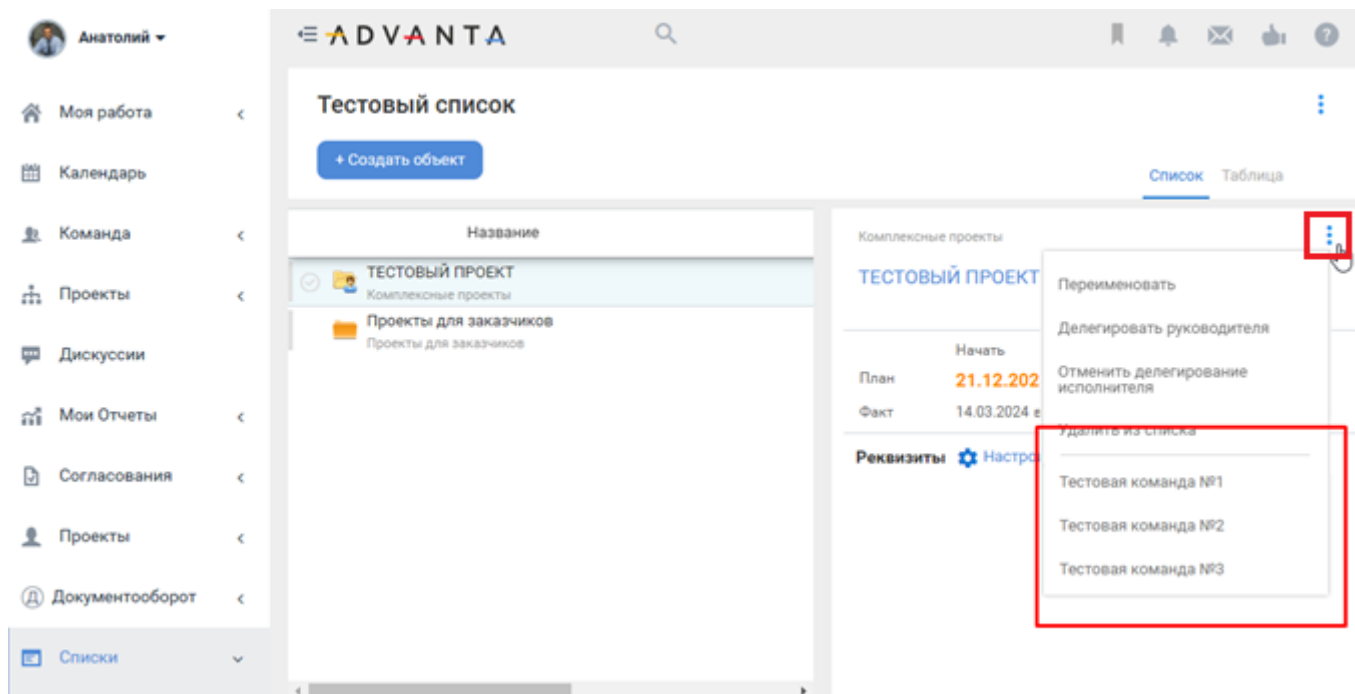 Анатолий
ADVANTA
Моя работа
Календарь
Команда
Проекты
Дискуссии
Мои Отчеты
Согласования
Проекты
Документооборот
Списки
Тестовый список
+ Создать объект
Список Таблица
Название
ТЕСТОВЫЙ ПРОЕКТ
Комплексные проекты
Проекты для заказчиков
Проекты для заказчиков
Комплексные проекты
ТЕСТОВЫЙ ПРОЕКТ
Начать
План 21.12.202
Факт 14.03.2024 в
Реквизиты Настро
Переименовать
Делегировать руководителя
Отменить делегирование
исполнителя
Удалить из списка
Тестовая команда №1
Тестовая команда №2
Тестовая команда №3